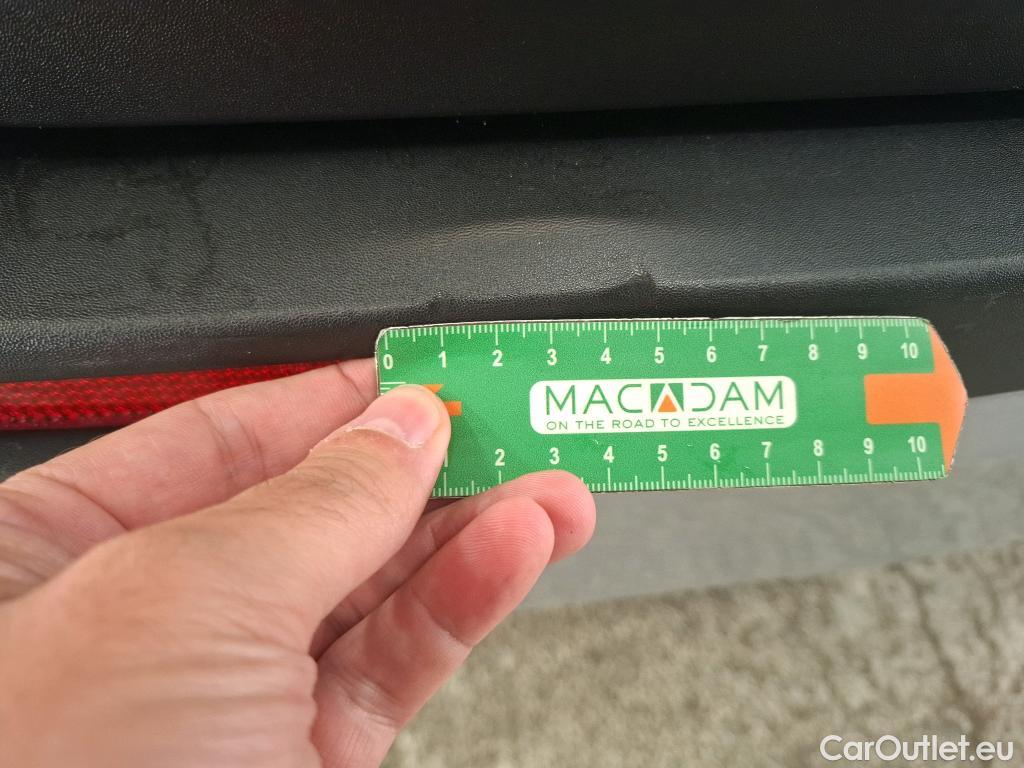 0 1 2 3 4 5 6 7 8 9 10
MACADAM
ON THE ROAD TO EXCELLENCE
2 3 4 5 6 7 8 9 10
CarOutlet.eu